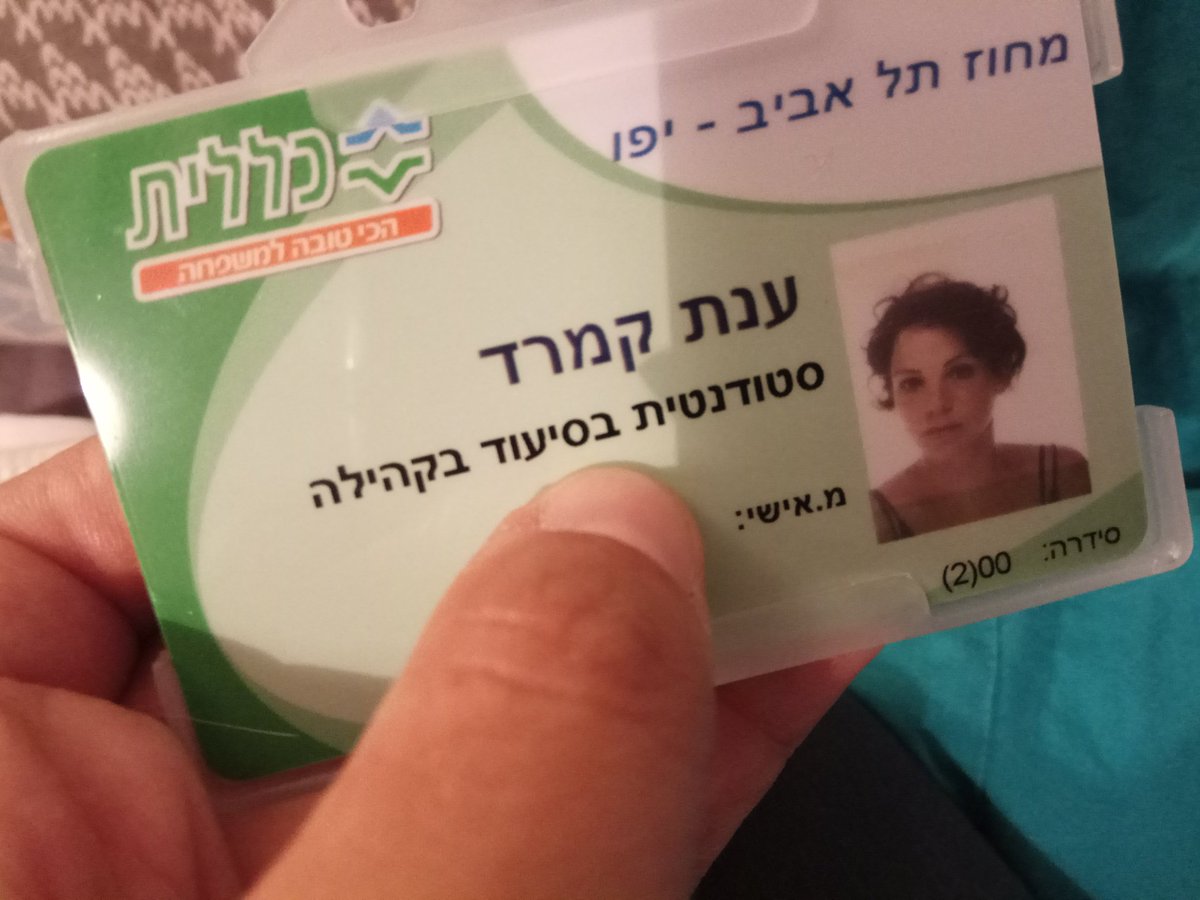 מחוז תל אביב - יפו
כללית
הכי טובה למשפחה
ענת קמרד
סטודנטית בסיעוד בקהילה
מ.אישי:
סידרה: 00(2)